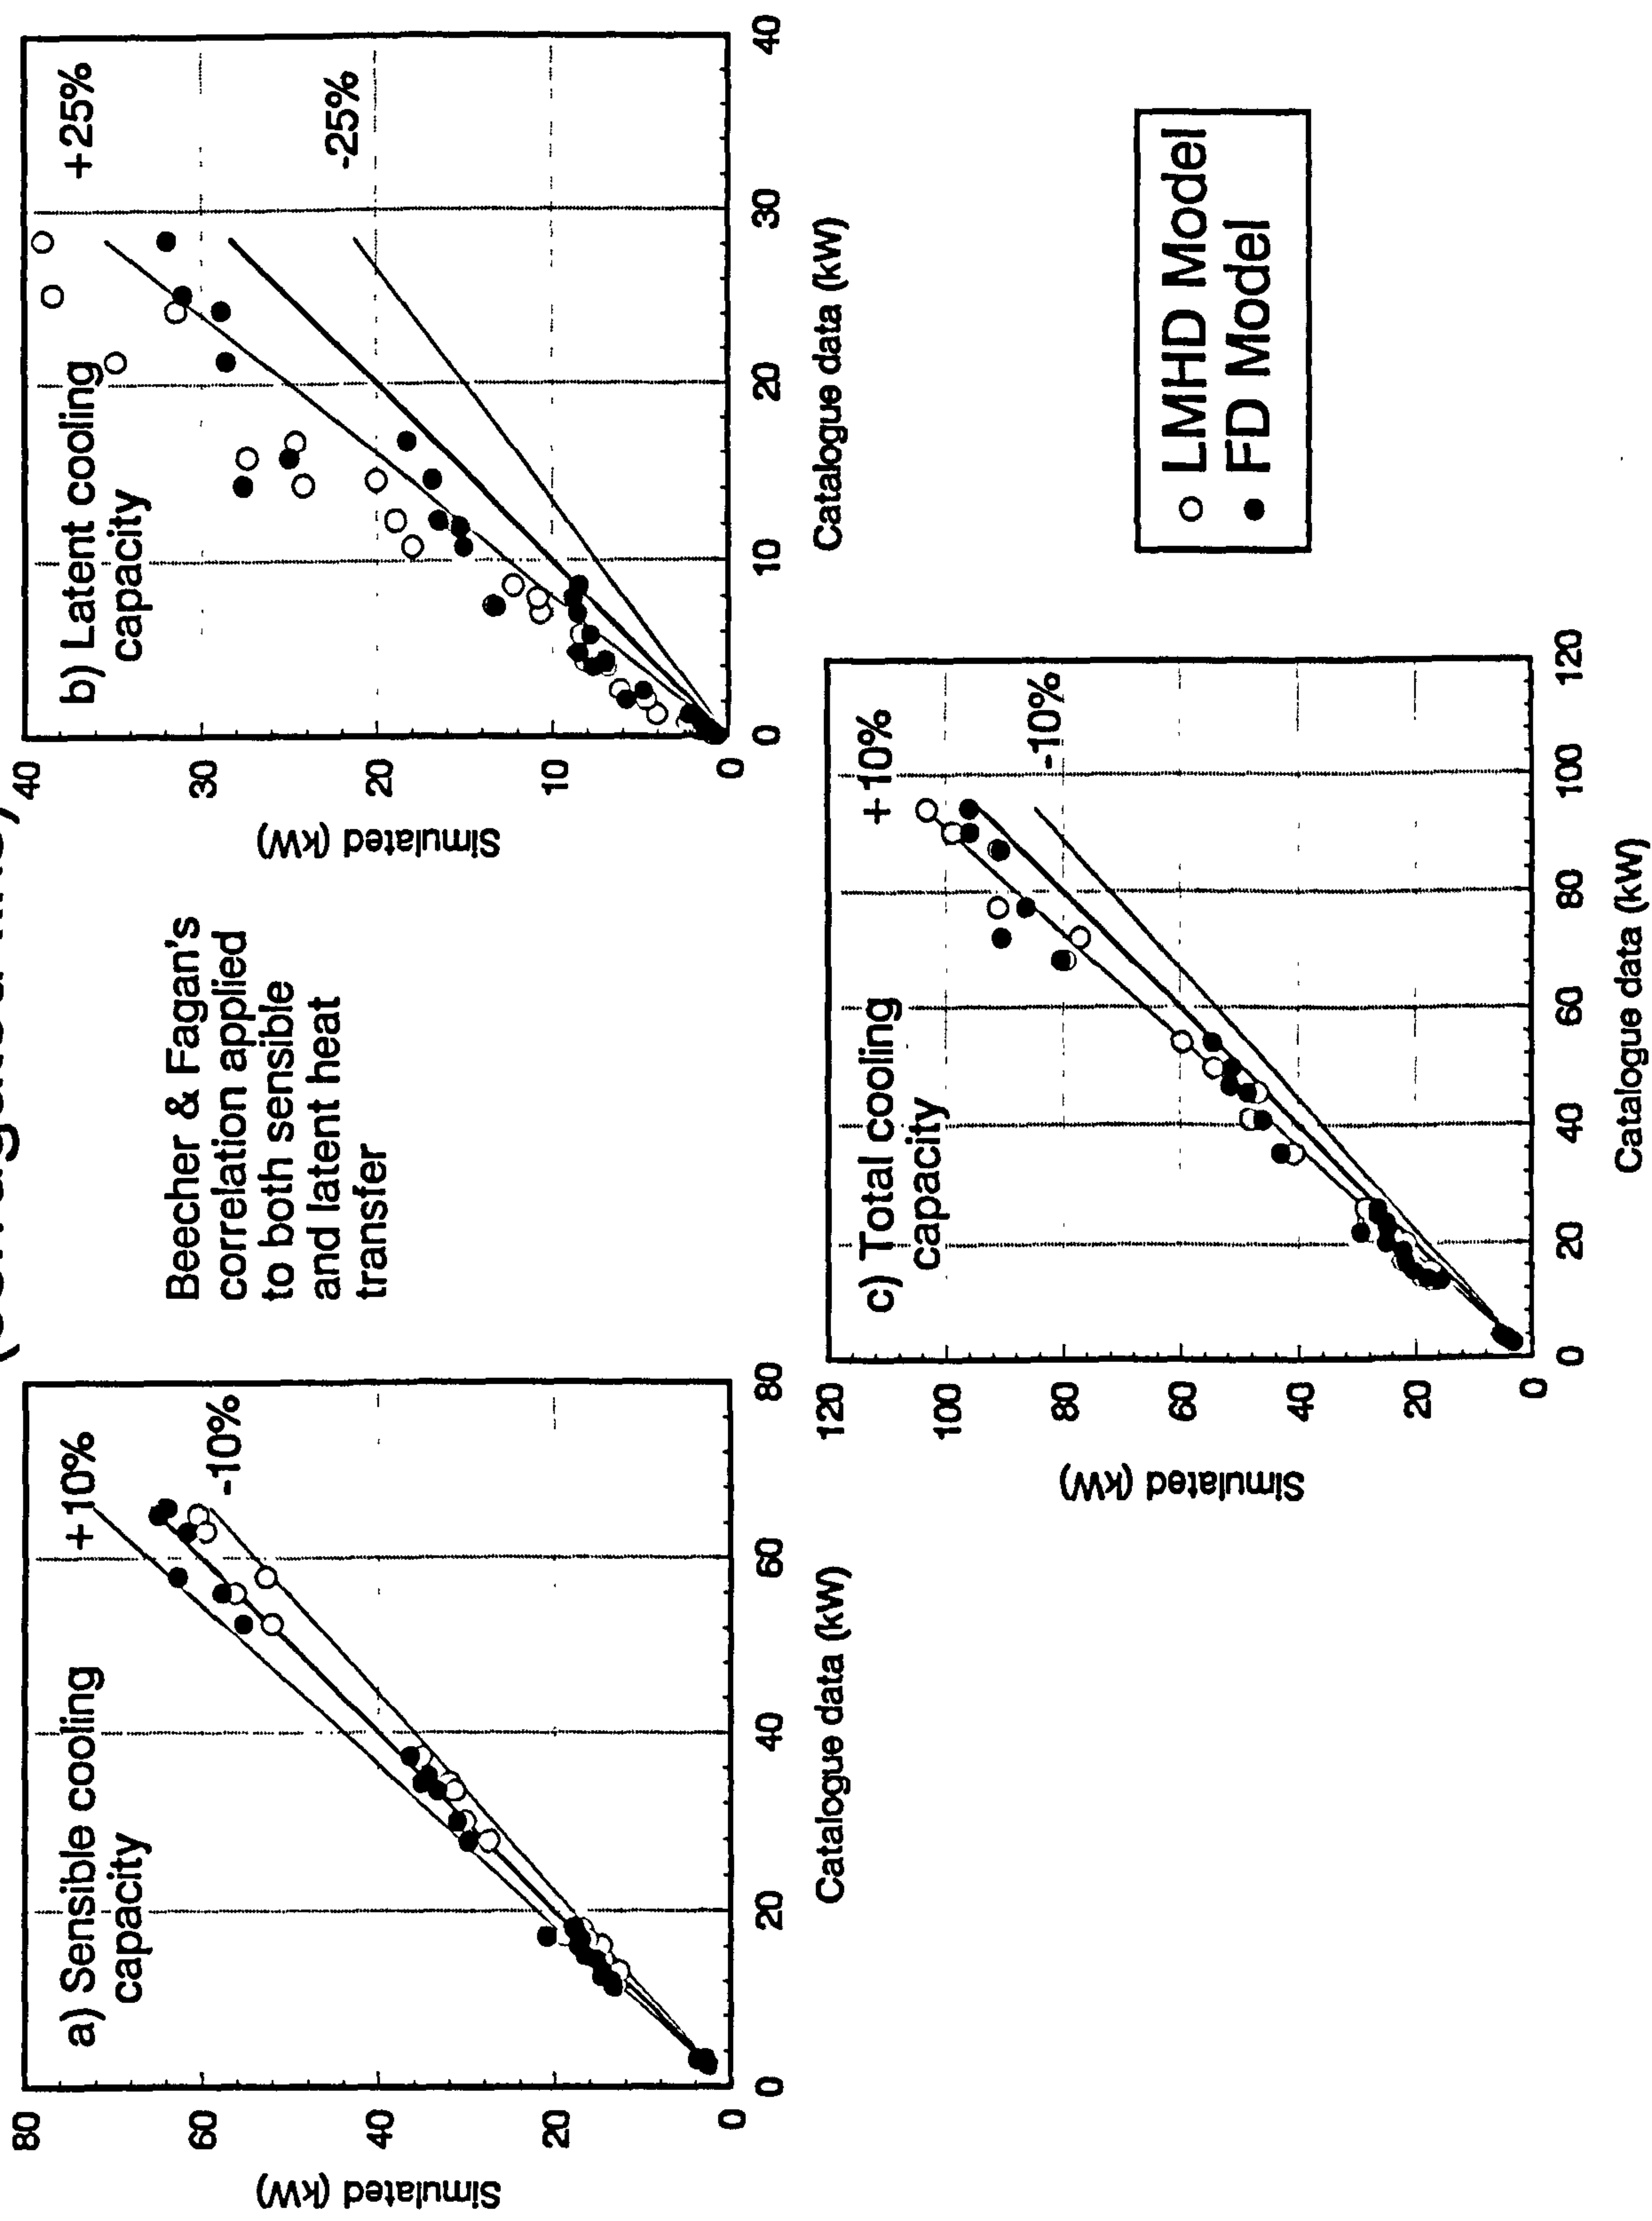 a) Sensible cooling
capacity
+10%
-10%
80
60
40
20
0
Simulated (kW)
0
20
40
60
80
Catalogue data (kW)
Beecher & Fagan's
correlation applied
to both sensible
and latent heat
transfer
b) Latent cooling
capacity
+25%
-25%
40
30
20
10
0
Simulated (kW)
0
10
20
30
40
Catalogue data (kW)
c) Total cooling
capacity
+10%
-10%
120
100
80
60
40
20
0
Simulated (kW)
0
20
40
60
80
100
120
Catalogue data (kW)
LMHD Model
FD Model